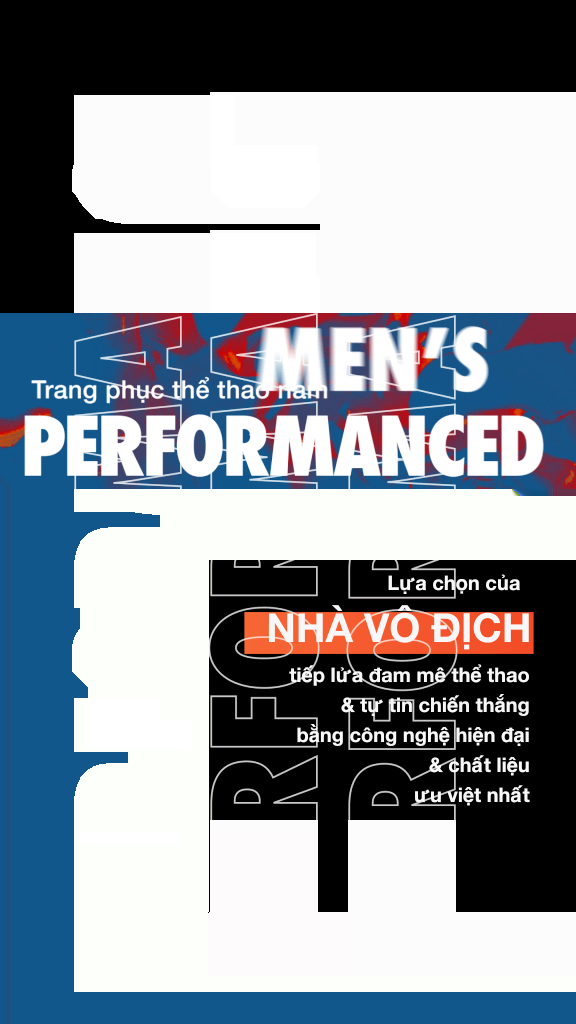 MEN'S
Trang phục thể thao nam
PERFORMANCED
Lựa chọn của
NHÀ VÔ ĐỊCH
tiếp lửa đam mê thể thao
& tự tin chiến thắng
bằng công nghệ hiện đại
& chất liệu
ưu việt nhất